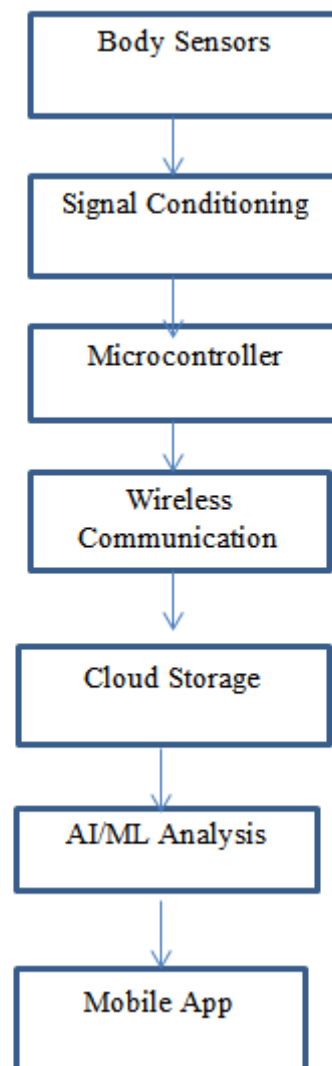 Body Sensors
Signal Conditioning
Microcontroller
Wireless
Communication
Cloud Storage
AI/ML Analysis
Mobile App